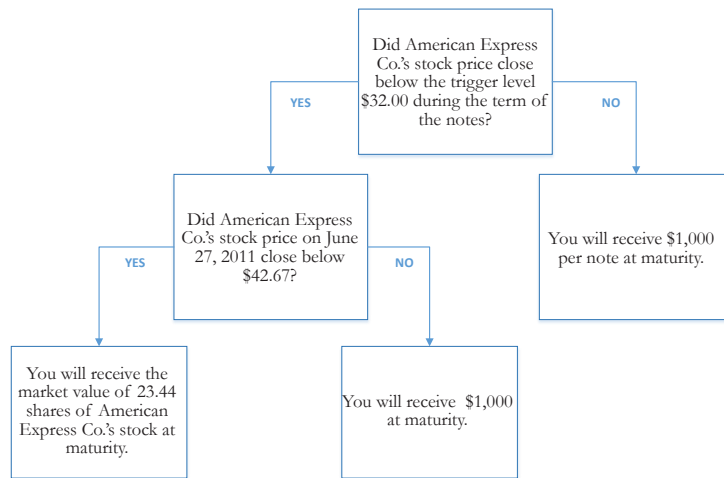 Did American Express
Co.'s stock price close
below the trigger level
$32.00 during the term of
the notes?
YES
NO
Did American Express
Co.'s stock price on June
27, 2011 close below
$42.67?
You will receive $1,000
per note at maturity.
YES
NO
You will receive the
market value of 23.44
shares of American
Express Co.'s stock at
maturity.
You will receive $1,000
at maturity.